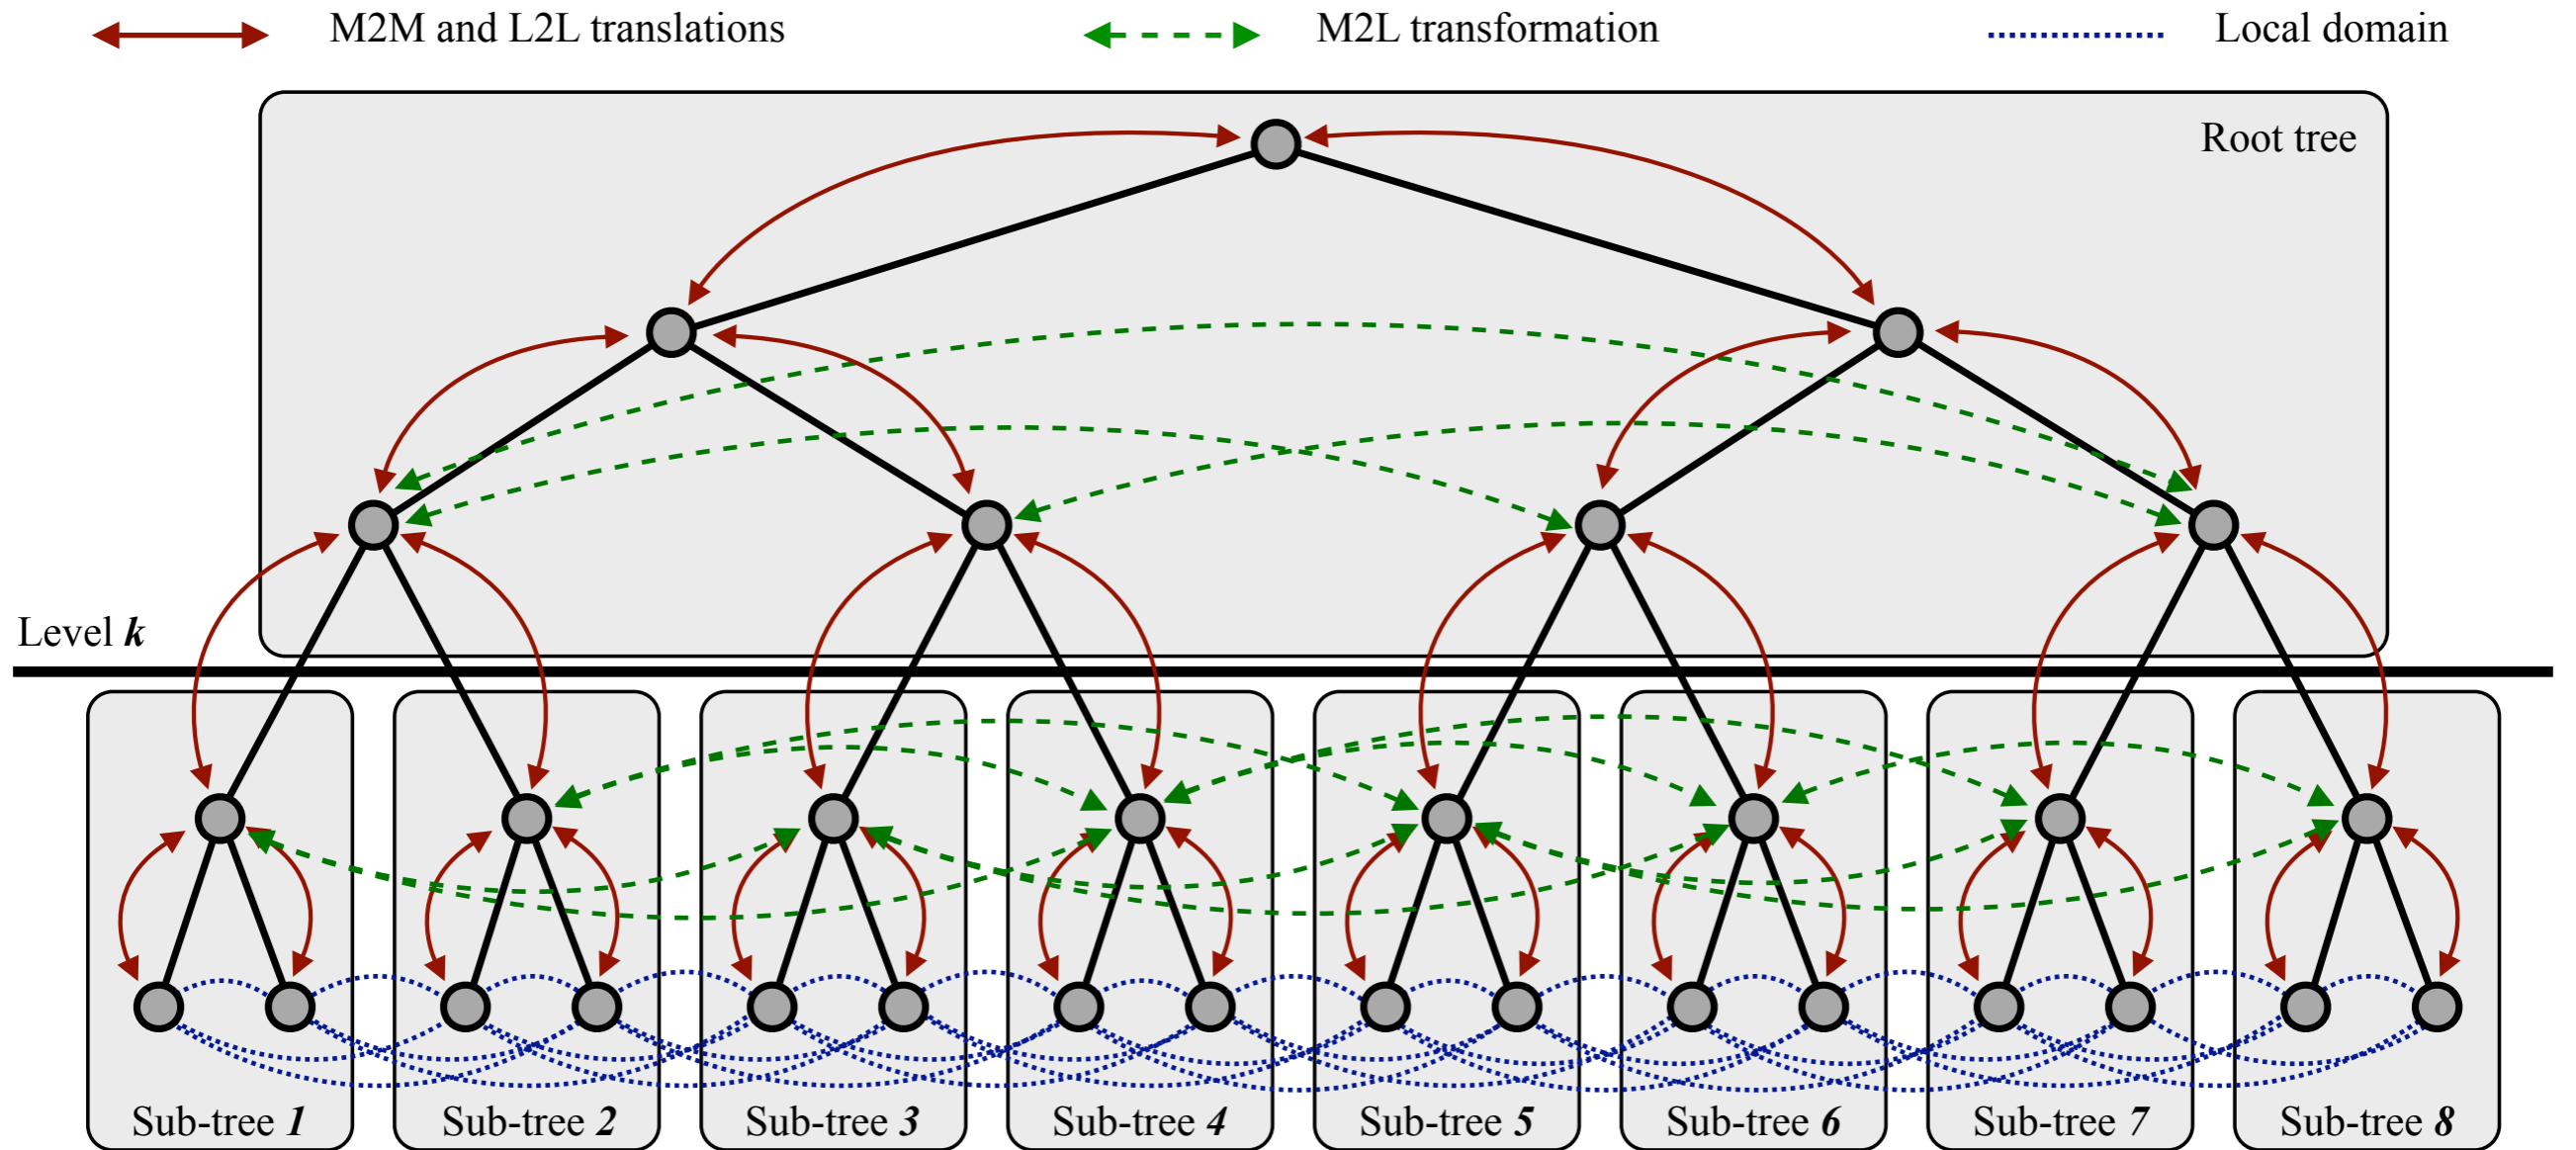 M2M and L2L translations
M2L transformation
Local domain
Root tree
Level k
Sub-tree 1
Sub-tree 2
Sub-tree 3
Sub-tree 4
Sub-tree 5
Sub-tree 6
Sub-tree 7
Sub-tree 8